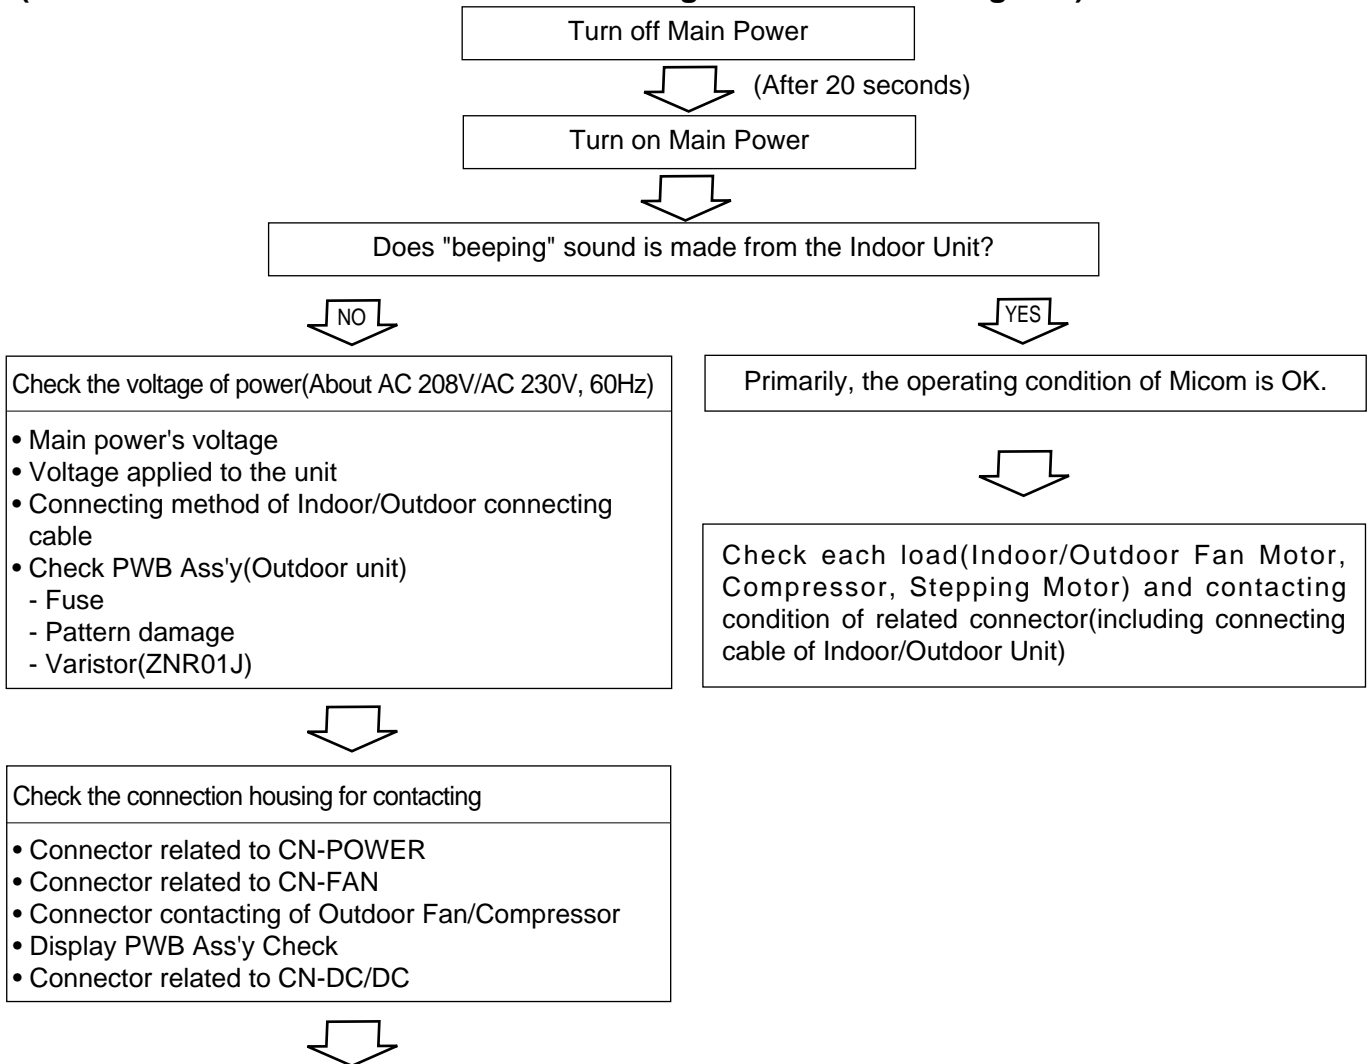 Turn off Main Power
(After 20 seconds)
Turn on Main Power
Does "beeping" sound is made from the Indoor Unit?
NO
YES
Check the voltage of power(About AC 208V/AC 230V, 60Hz)
• Main power's voltage
• Voltage applied to the unit
• Connecting method of Indoor/Outdoor connecting
cable
• Check PWB Ass'y(Outdoor unit)
- Fuse
- Pattern damage
- Varistor(ZNR01J)
Primarily, the operating condition of Micom is OK.
Check each load(Indoor/Outdoor Fan Motor,
Compressor, Stepping Motor) and contacting
condition of related connector(including connecting
cable of Indoor/Outdoor Unit)
Check the connection housing for contacting
• Connector related to CN-POWER
• Connector related to CN-FAN
• Connector contacting of Outdoor Fan/Compressor
• Display PWB Ass'y Check
• Connector related to CN-DC/DC